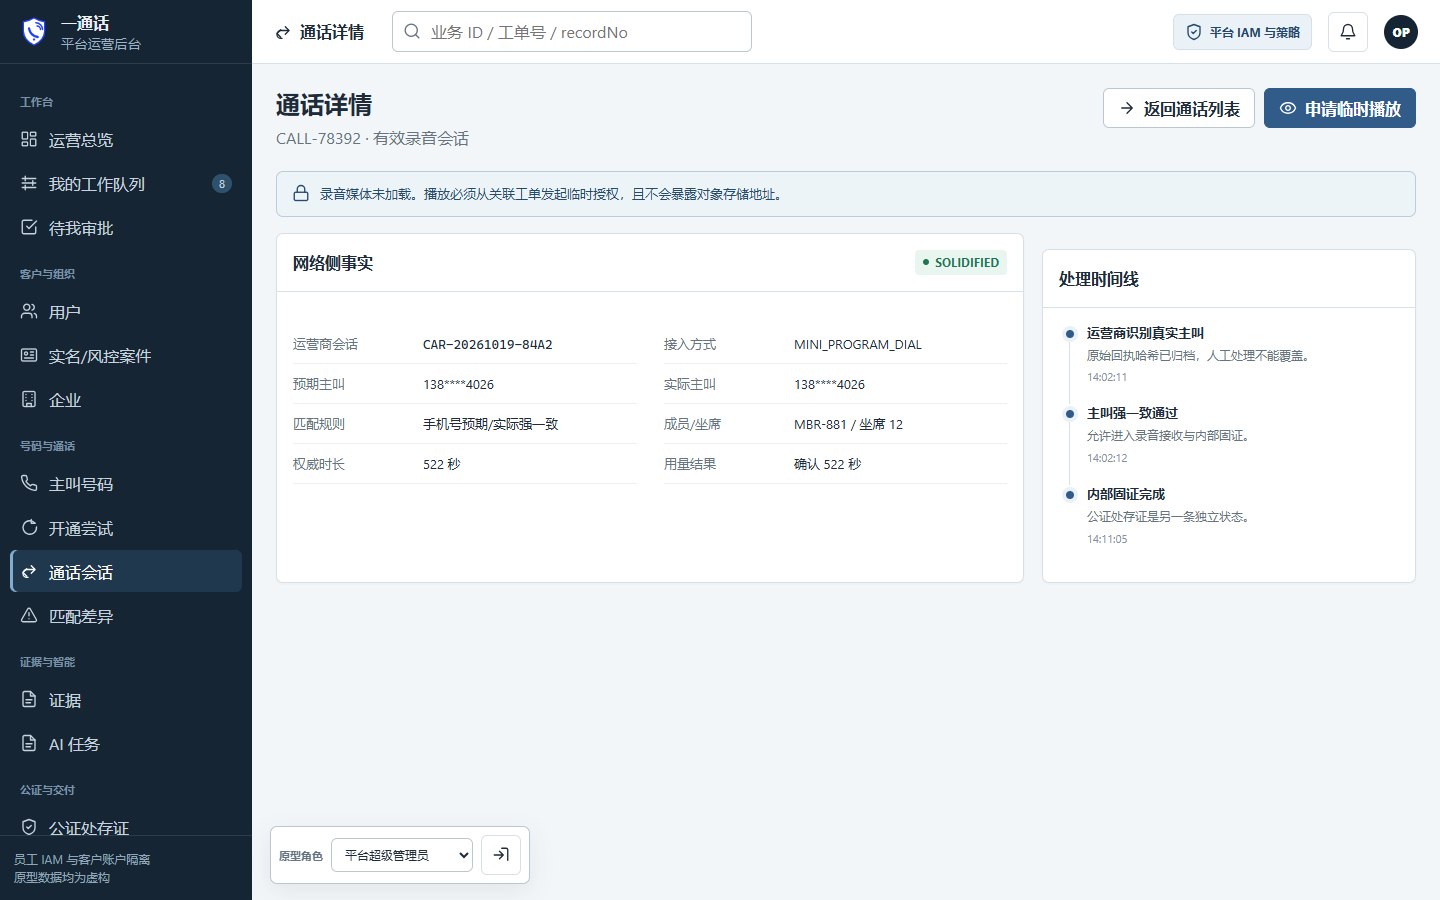 一通话
平台运营后台
工作台
运营总览
我的工作队列 8
待我审批
客户与组织
用户
实名/风控案件
企业
号码与通话
主叫号码
开通尝试
通话会话
匹配差异
证据与智能
证据
AI 任务
公证与交付
公证处存证
员工 IAM 与客户账户隔离
原型数据均为虚构
通话详情
业务 ID / 工单号 / recordNo
平台 IAM 与策略
OP
通话详情
CALL-78392 · 有效录音会话
返回通话列表
申请临时播放
录音媒体未加载。播放必须从关联工单发起临时授权，且不会暴露对象存储地址。
网络侧事实
SOLIDIFIED
运营商会话 CAR-20261019-84A2
接入方式 MINI_PROGRAM_DIAL
预期主叫 138****4026
实际主叫 138****4026
匹配规则 手机号预期/实际强一致
成员/坐席 MBR-881 / 坐席 12
权威时长 522 秒
用量结果 确认 522 秒
处理时间线
运营商识别真实主叫
原始回执哈希已归档，人工处理不能覆盖。
14:02:11
主叫强一致通过
允许进入录音接收与内部固证。
14:02:12
内部固证完成
公证处存证是另一条独立状态。
14:11:05
原型角色
平台超级管理员